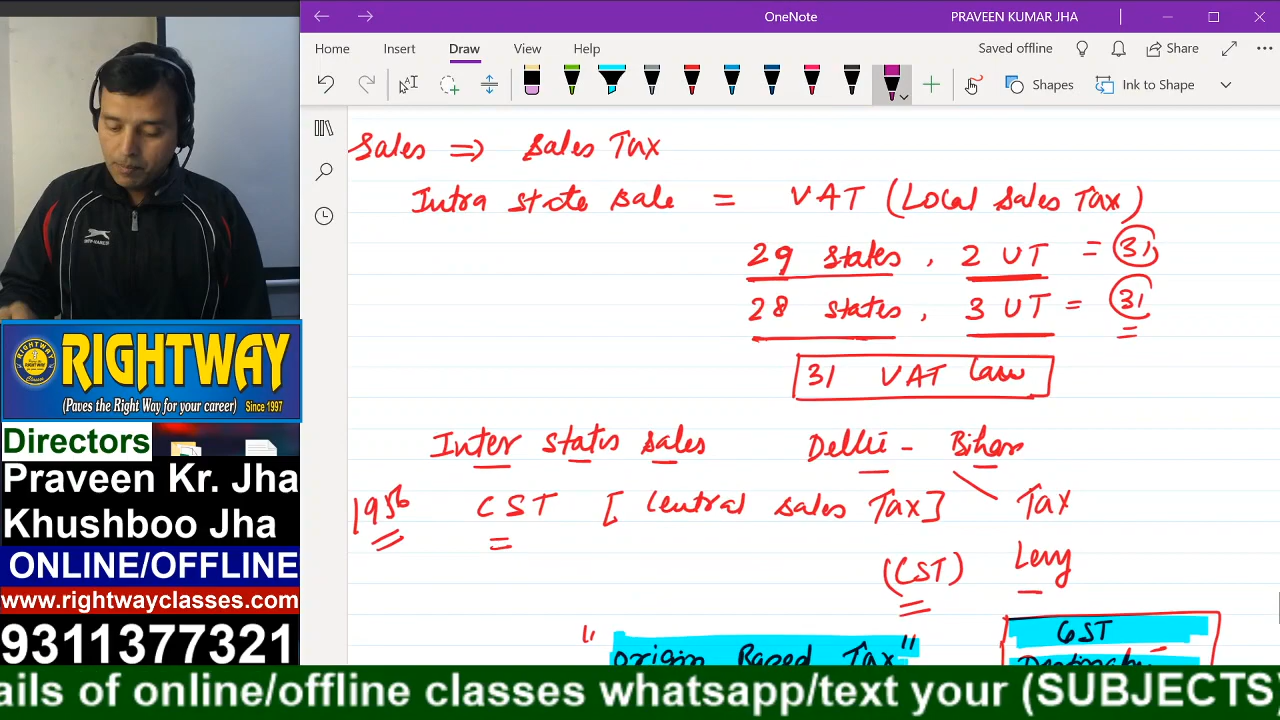 OneNote
PRAVEEN KUMAR JHA
Home Insert Draw View Help
Saved offline
Share
Shapes
Ink to Shape
Sales ⇒ Sales Tax
Intra state sale = VAT (Local Sales Tax)
29 states, 2 UT = 31,
28 states, 3 UT = 31
31 VAT Law
Inter states sales Delhi - Bihar
1956 CST [Central Sales Tax] Tax
(CST) Levy
GST
"Origin Based Tax"
RIGHTWAY
(Paves the Right Way for your career) Since 1997
Directors
Praveen Kr. Jha
Khushboo Jha
ONLINE/OFFLINE
www.rightwayclasses.com
9311377321
ails of online/offline classes whatsapp/text your (SUBJECTS)